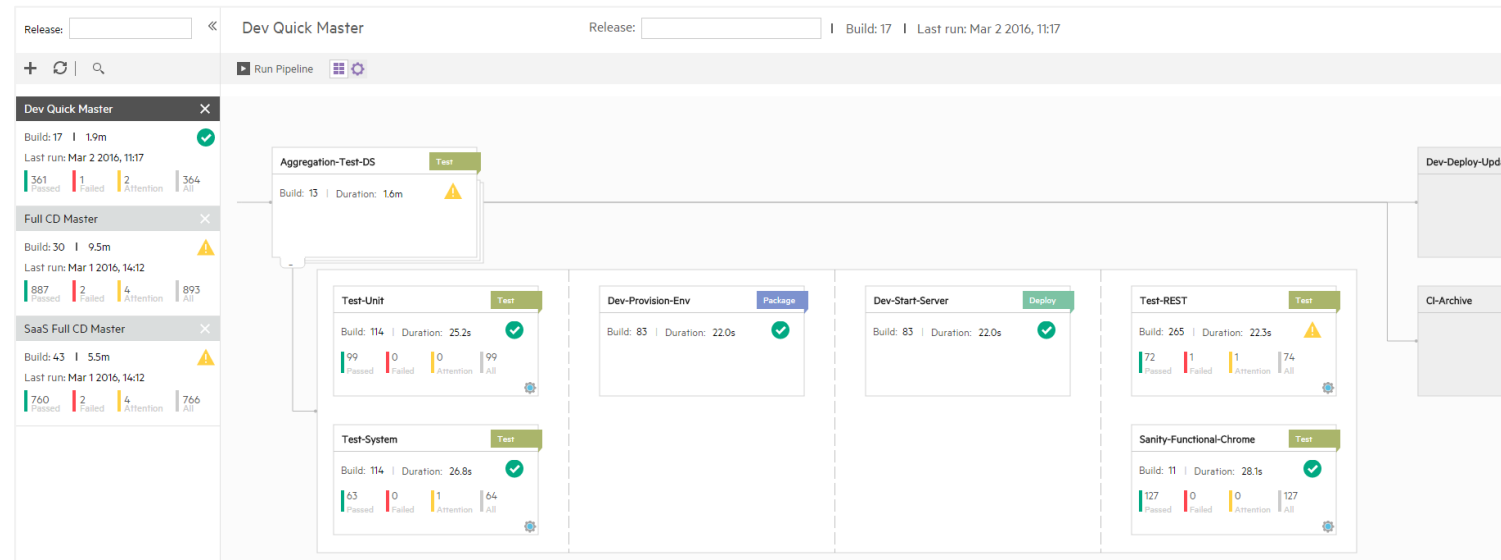 Release:
Dev Quick Master
Release:
Build: 17 | Last run: Mar 2 2016, 11:17
Run Pipeline
Dev Quick Master
Build: 17 | 1.9m
Last run: Mar 2 2016, 11:17
361 1 2 364
Passed Failed Attention All
Full CD Master
Build: 30 | 9.5m
Last run: Mar 1 2016, 14:12
887 2 4 893
Passed Failed Attention All
SaaS Full CD Master
Build: 43 | 5.5m
Last run: Mar 1 2016, 14:12
760 2 4 766
Passed Failed Attention All
Aggregation-Test-DS Test
Build: 13 | Duration: 1.6m
Test-Unit Test
Build: 114 | Duration: 25.2s
99 0 0 99
Passed Failed Attention All
Test-System Test
Build: 114 | Duration: 26.8s
63 0 1 64
Passed Failed Attention All
Dev-Provision-Env Package
Build: 83 | Duration: 22.0s
Dev-Start-Server Deploy
Build: 83 | Duration: 22.0s
Test-REST Test
Build: 265 | Duration: 22.3s
72 1 1 74
Passed Failed Attention All
Sanity-Functional-Chrome Test
Build: 11 | Duration: 28.1s
127 0 0 127
Passed Failed Attention All
Dev-Deploy-Upd
CI-Archive